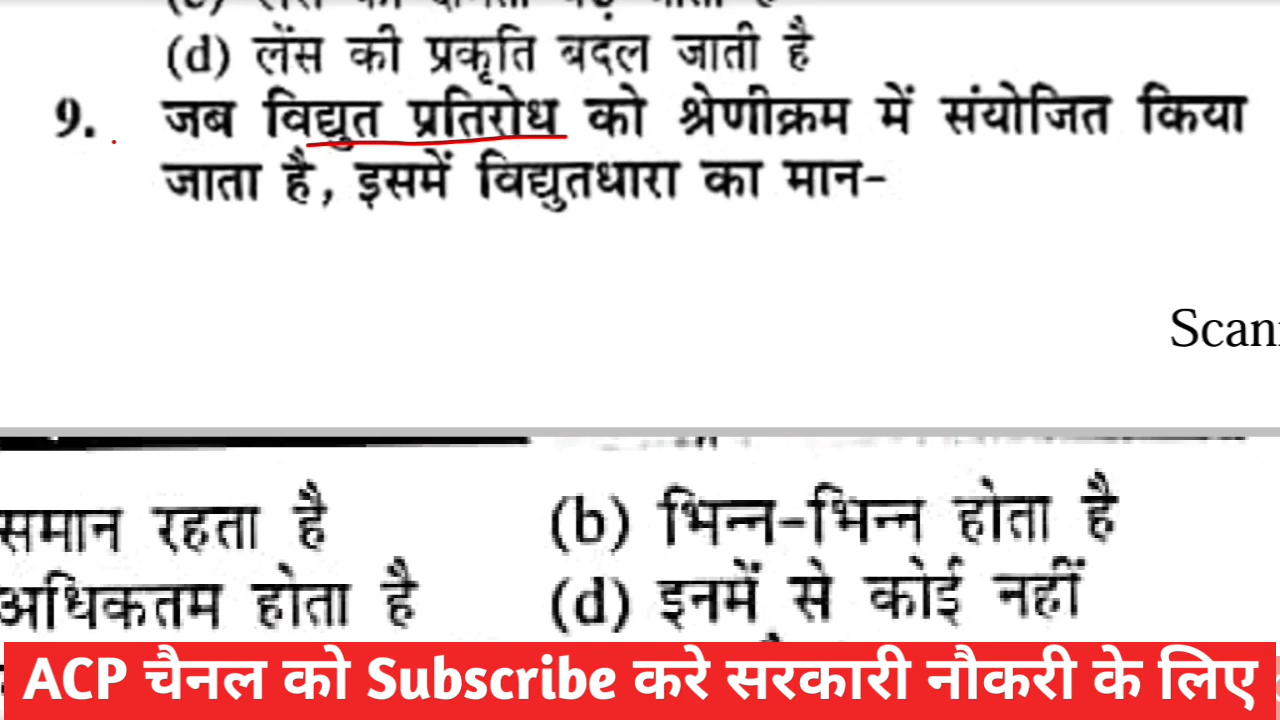 (d) लेंस की प्रकृति बदल जाती है
9. जब विद्युत प्रतिरोध को श्रेणीक्रम में संयोजित किया
जाता है, इसमें विद्युतधारा का मान-
Scan
समान रहता है (b) भिन्न-भिन्न होता है
अधिकतम होता है (d) इनमें से कोई नहीं
ACP चैनल को Subscribe करे सरकारी नौकरी के लिए